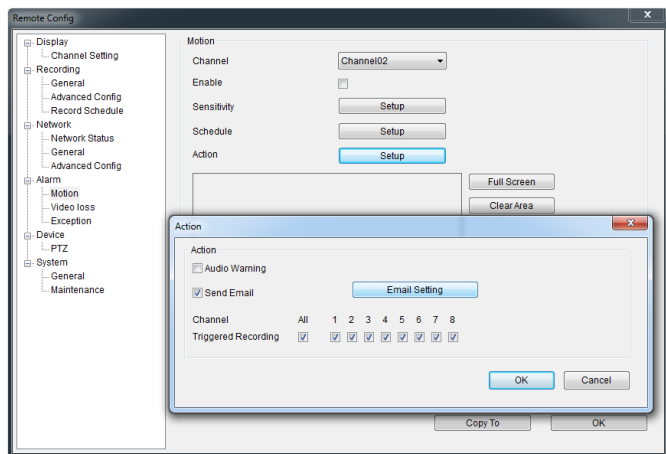 Remote Config
x
Display
Channel Setting
Recording
General
Advanced Config
Record Schedule
Network
Network Status
General
Advanced Config
Alarm
Motion
Video loss
Exception
Device
PTZ
System
General
Maintenance
Motion
Channel Channel02
Enable
Sensitivity Setup
Schedule Setup
Action Setup
Full Screen
Clear Area
Action
x
Action
Audio Warning
Send Email Email Setting
Channel All 1 2 3 4 5 6 7 8
Triggered Recording
OK Cancel
Copy To OK